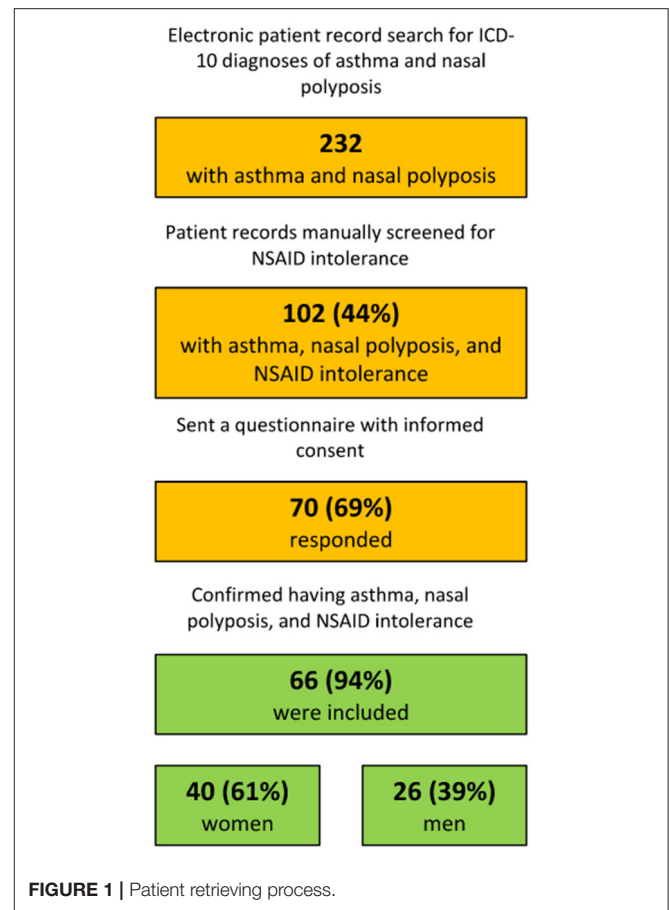 Electronic patient record search for ICD-
10 diagnoses of asthma and nasal
polyposis
232
with asthma and nasal polyposis
Patient records manually screened for
NSAID intolerance
102 (44%)
with asthma, nasal polyposis, and
NSAID intolerance
Sent a questionnaire with informed
consent
70 (69%)
responded
Confirmed having asthma, nasal
polyposis, and NSAID intolerance
66 (94%)
were included
40 (61%)
women
26 (39%)
men
FIGURE 1 | Patient retrieving process.